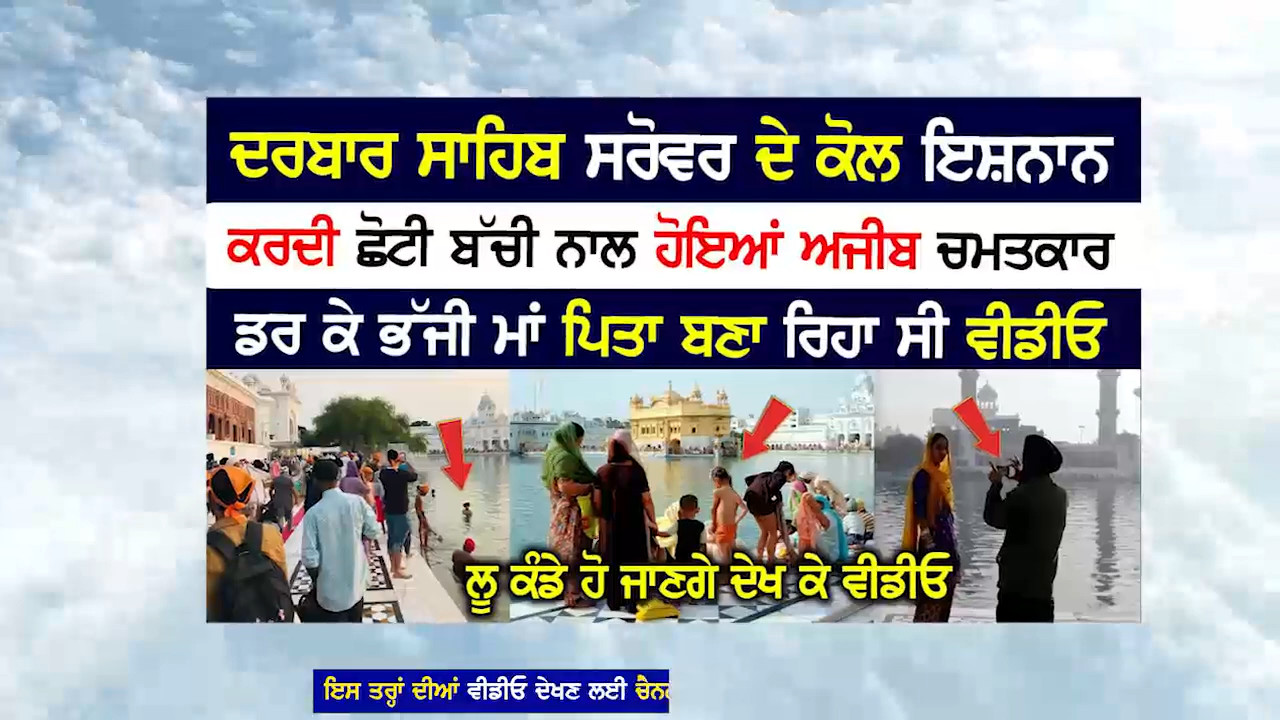 ਦਰਬਾਰ ਸਾਹਿਬ ਸਰੋਵਰ ਦੇ ਕੋਲ ਇਸ਼ਨਾਨ
ਕਰਦੀ ਛੋਟੀ ਬੱਚੀ ਨਾਲ ਹੋਇਆਂ ਅਜੀਬ ਚਮਤਕਾਰ
ਡਰ ਕੇ ਭੱਜੀ ਮਾਂ ਪਿਤਾ ਬਣਾ ਰਿਹਾ ਸੀ ਵੀਡੀਓ
ਲੂ ਕੰਡੇ ਹੋ ਜਾਣਗੇ ਦੇਖ ਕੇ ਵੀਡੀਓ
ਇਸ ਤਰ੍ਹਾਂ ਦੀਆਂ ਵੀਡੀਓ ਦੇਖਣ ਲਈ